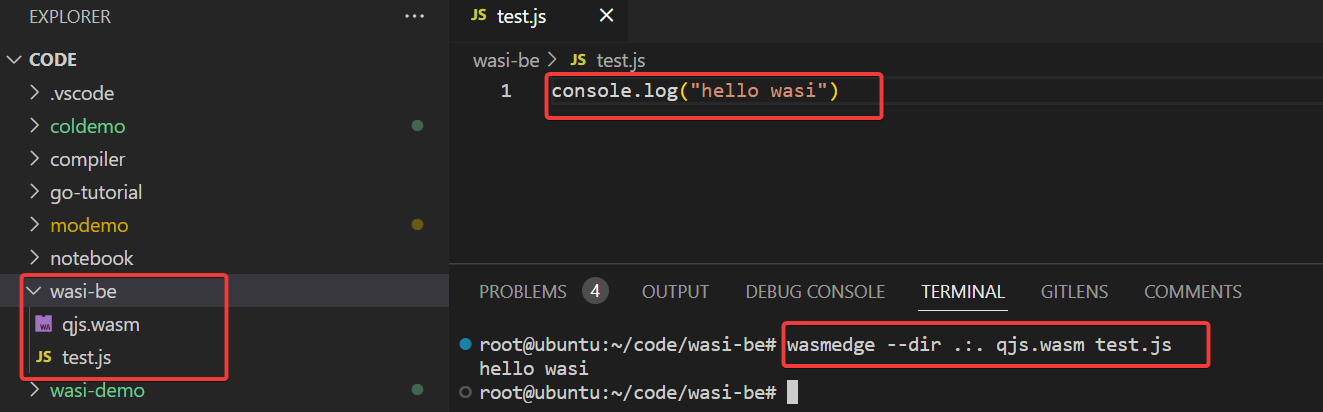 EXPLORER ...
CODE
.vscode
coldemo
compiler
go-tutorial
modemo
notebook
wasi-be
WA qjs.wasm
JS test.js
wasi-demo
JS test.js
wasi-be > JS test.js
1 console.log("hello wasi")
PROBLEMS 4 OUTPUT DEBUG CONSOLE TERMINAL GITLENS COMMENTS
root@ubuntu:~/code/wasi-be# wasmedge --dir .:. qjs.wasm test.js
hello wasi
root@ubuntu:~/code/wasi-be#